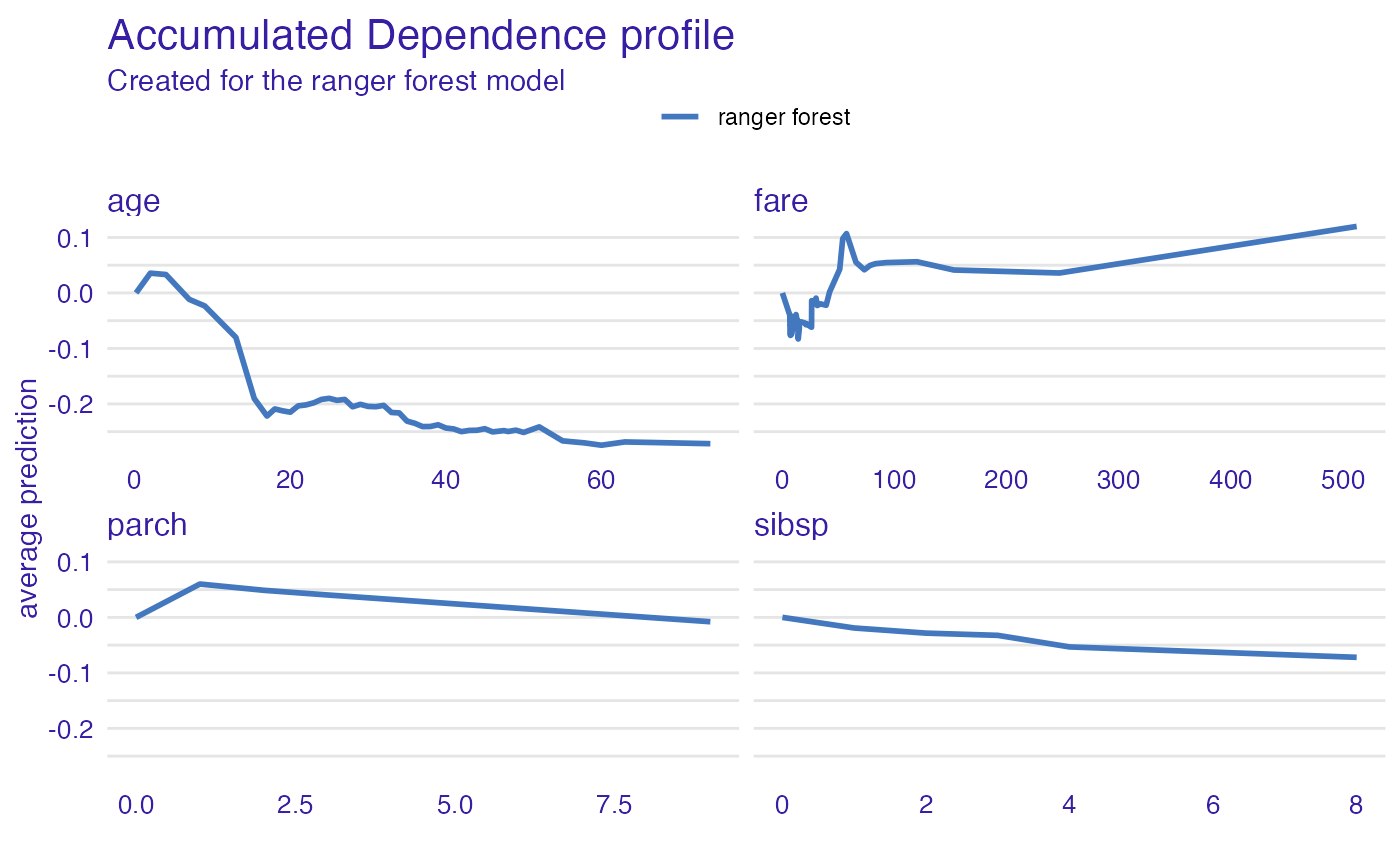 Accumulated Dependence profile
Created for the ranger forest model
ranger forest
average prediction
age
0.1
0.0
-0.1
-0.2
0 20 40 60
fare
0 100 200 300 400 500
parch
0.1
0.0
-0.1
-0.2
0.0 2.5 5.0 7.5
sibsp
0 2 4 6 8